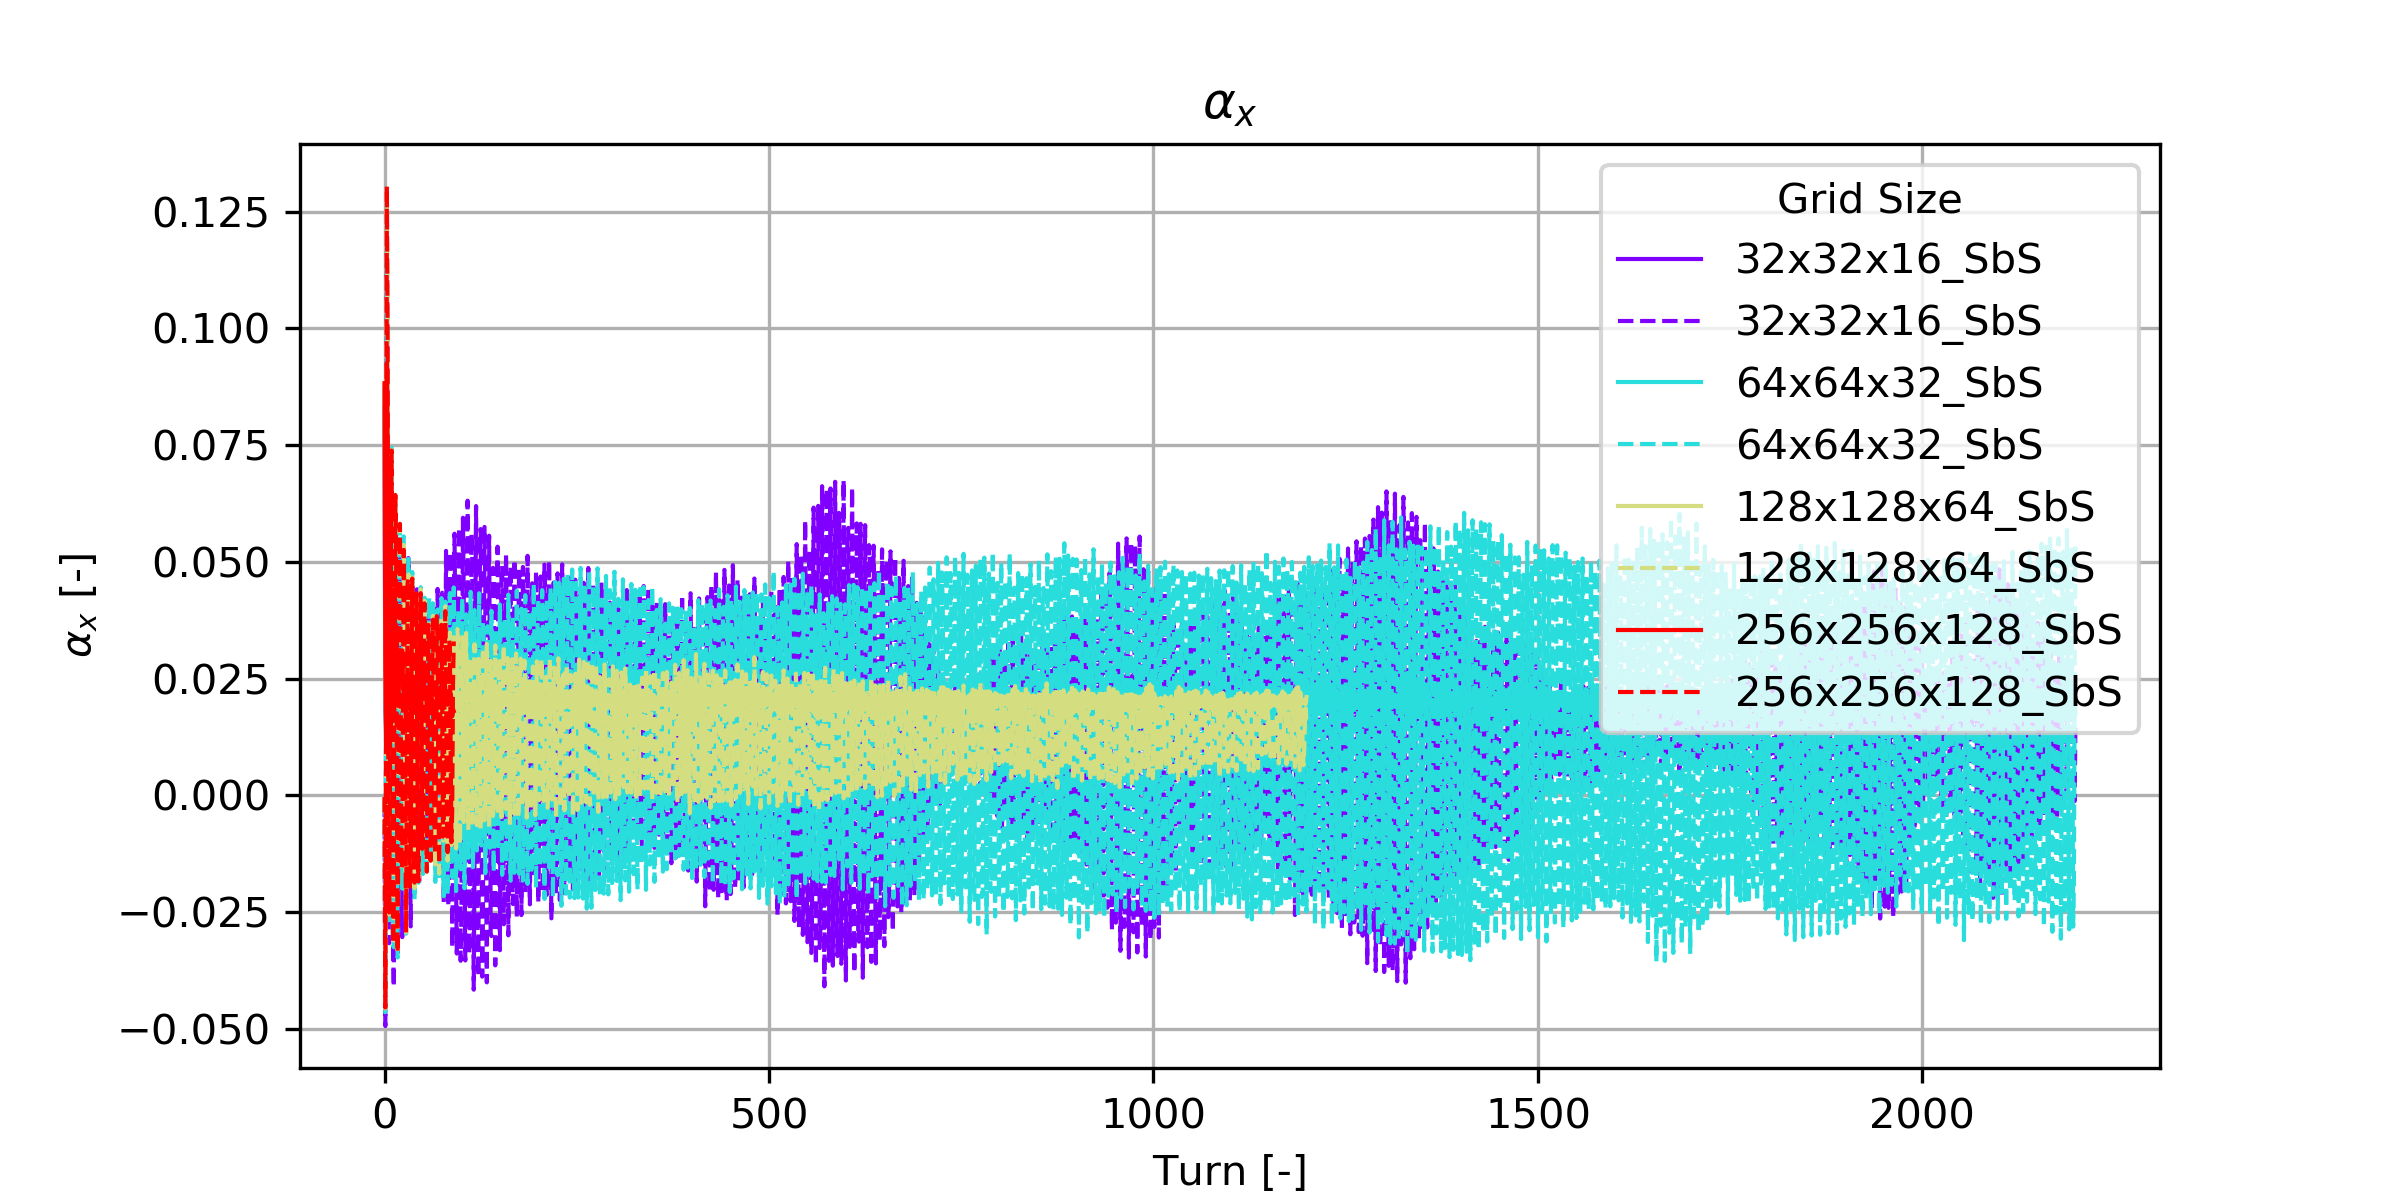 αx
0.125
0.100
0.075
0.050
0.025
0.000
−0.025
−0.050
αx [-]
0
500
1000
1500
2000
Turn [-]
Grid Size
32x32x16_SbS
32x32x16_SbS
64x64x32_SbS
64x64x32_SbS
128x128x64_SbS
128x128x64_SbS
256x256x128_SbS
256x256x128_SbS